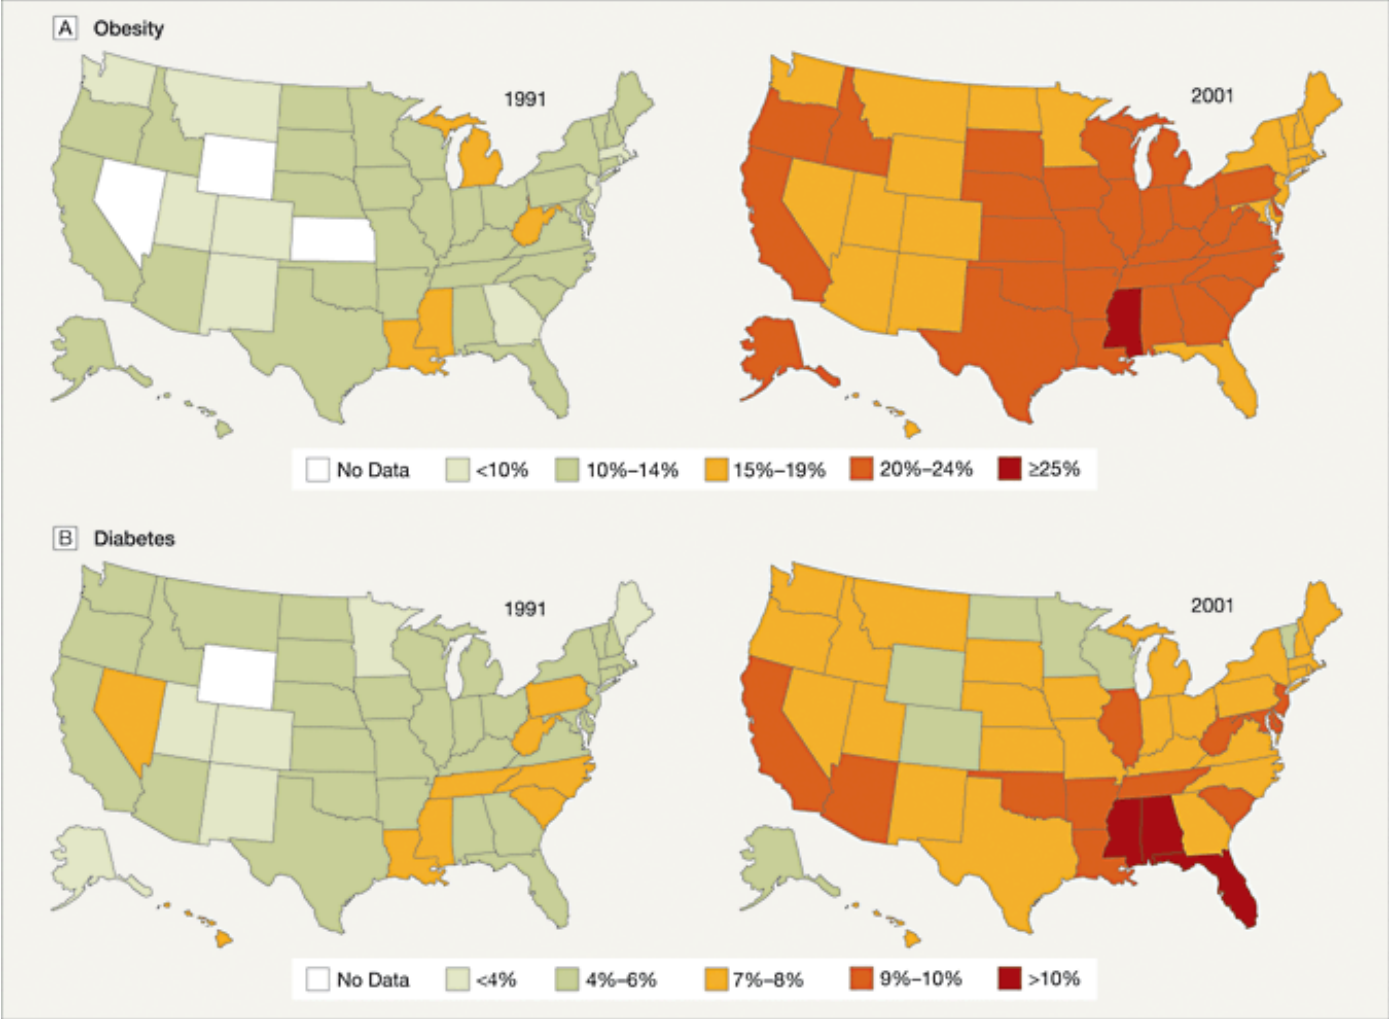 A Obesity
1991
2001
No Data <10% 10%–14% 15%–19% 20%–24% ≥25%
B Diabetes
1991
2001
No Data <4% 4%–6% 7%–8% 9%–10% >10%